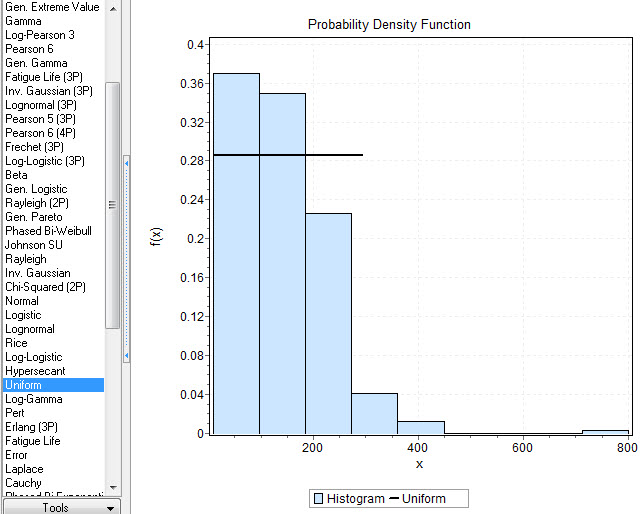 Gen. Extreme Value
Gamma
Log-Pearson 3
Pearson 6
Gen. Gamma
Fatigue Life (3P)
Inv. Gaussian (3P)
Lognormal (3P)
Pearson 5 (3P)
Pearson 6 (4P)
Frechet (3P)
Log-Logistic (3P)
Beta
Gen. Logistic
Rayleigh (2P)
Gen. Pareto
Phased Bi-Weibull
Johnson SU
Rayleigh
Inv. Gaussian
Chi-Squared (2P)
Normal
Logistic
Lognormal
Rice
Log-Logistic
Hypersecant
Uniform
Log-Gamma
Pert
Erlang (3P)
Fatigue Life
Error
Laplace
Cauchy
Phased Bi-Exponenti
Tools
Probability Density Function
0.4
0.36
0.32
0.28
0.24
0.2
0.16
0.12
0.08
0.04
0
f(x)
200 400 600 800
x
Histogram Uniform